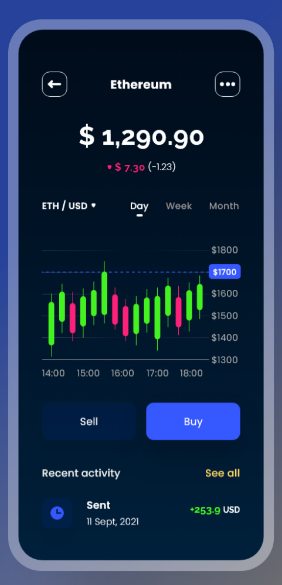 Ethereum
$ 1,290.90
$ 7.30 (-1.23)
ETH / USD Day Week Month
$1800
$1700
$1600
$1500
$1400
$1300
14:00 15:00 16:00 17:00 18:00
Sell Buy
Recent activity See all
Sent
+253.9 USD
11 Sept, 2021